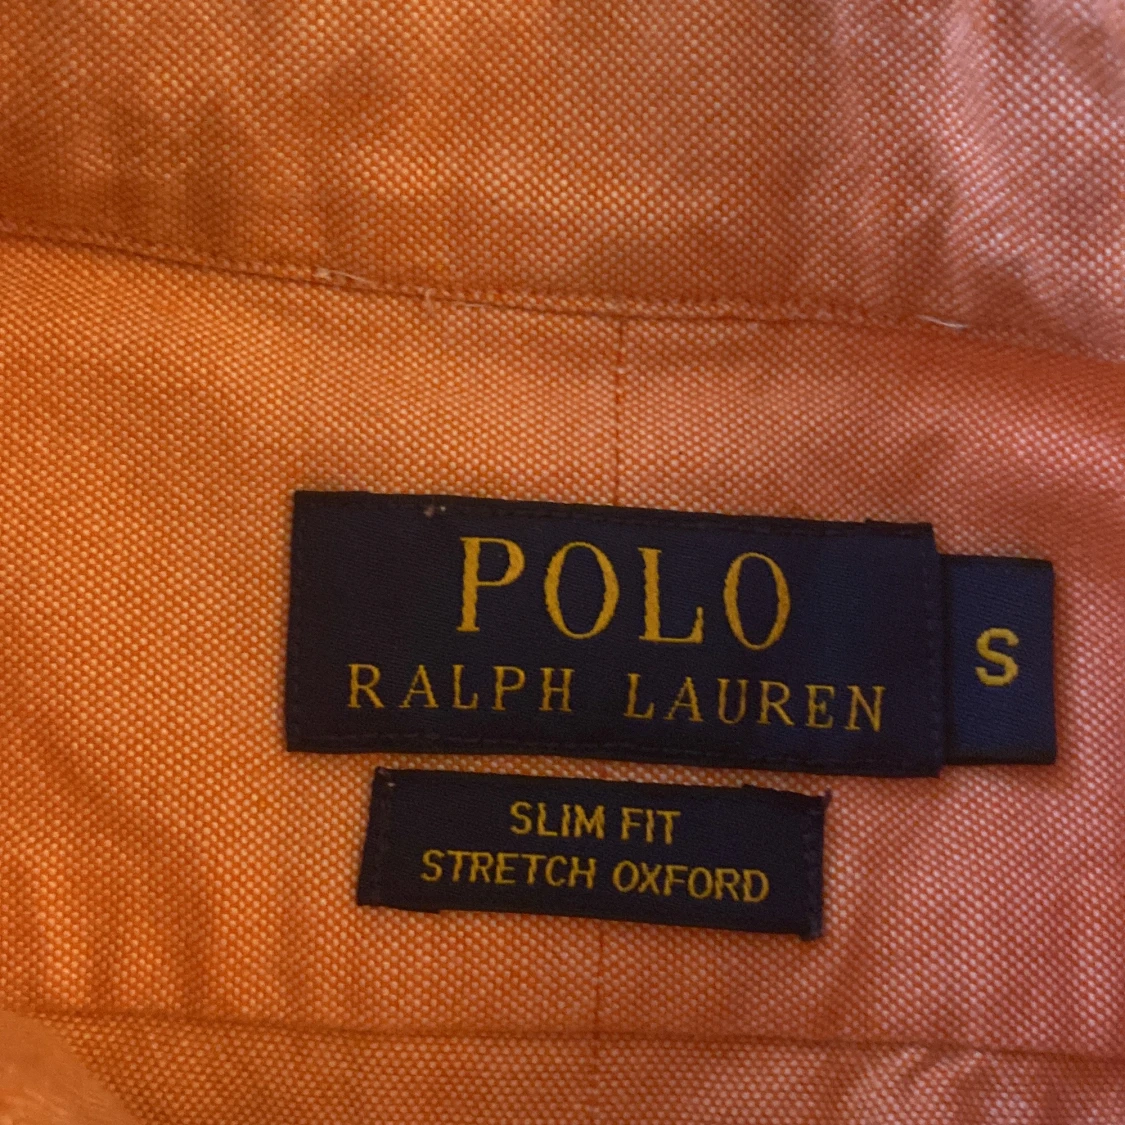 POLO
RALPH LAUREN
S
SLIM FIT
STRETCH OXFORD